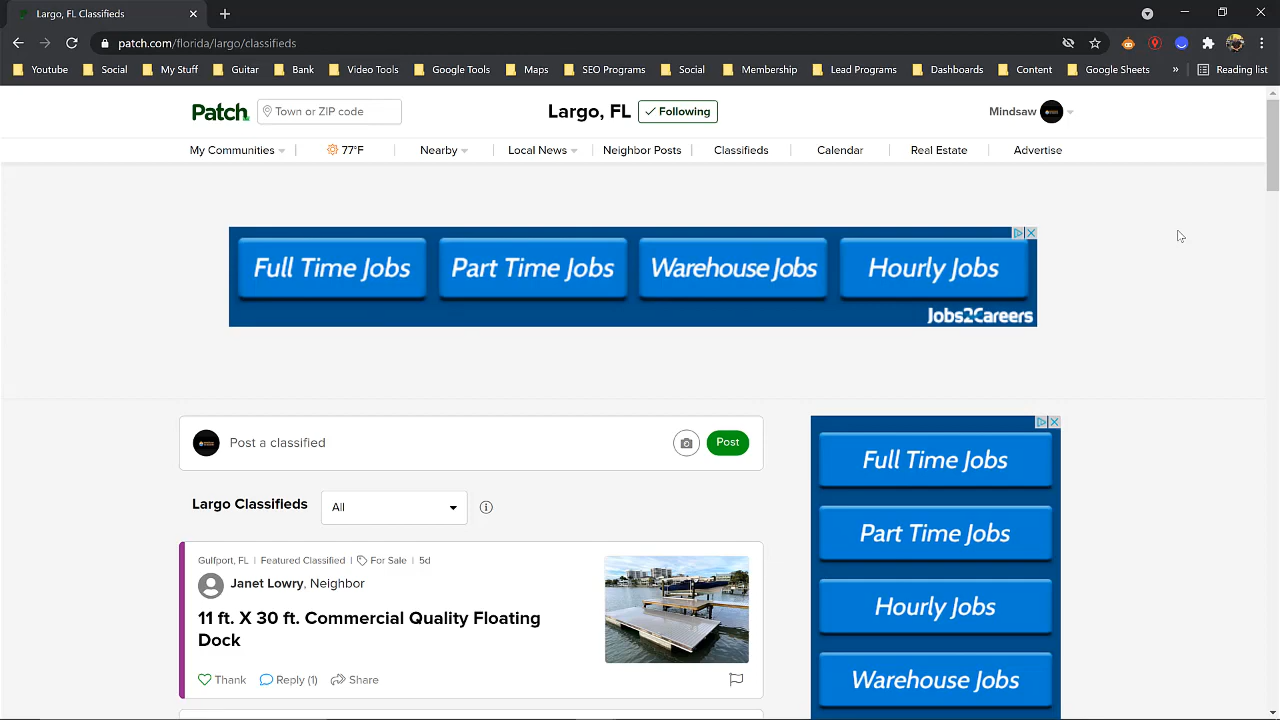 Largo, FL Classifieds
patch.com/florida/largo/classifieds
Youtube Social My Stuff Guitar Bank Video Tools Google Tools Maps SEO Programs Social Membership Lead Programs Dashboards Content Google Sheets » Reading list
Patch Town or ZIP code Largo, FL Following Mindsaw
My Communities 77°F Nearby Local News Neighbor Posts Classifieds Calendar Real Estate Advertise
Full Time Jobs Part Time Jobs Warehouse Jobs Hourly Jobs
Jobs2Careers
Post a classified Post
Largo Classifieds All
Gulfport, FL | Featured Classified | For Sale | 5d
Janet Lowry, Neighbor
11 ft. X 30 ft. Commercial Quality Floating
Dock
Thank Reply (1) Share
Full Time Jobs
Part Time Jobs
Hourly Jobs
Warehouse Jobs